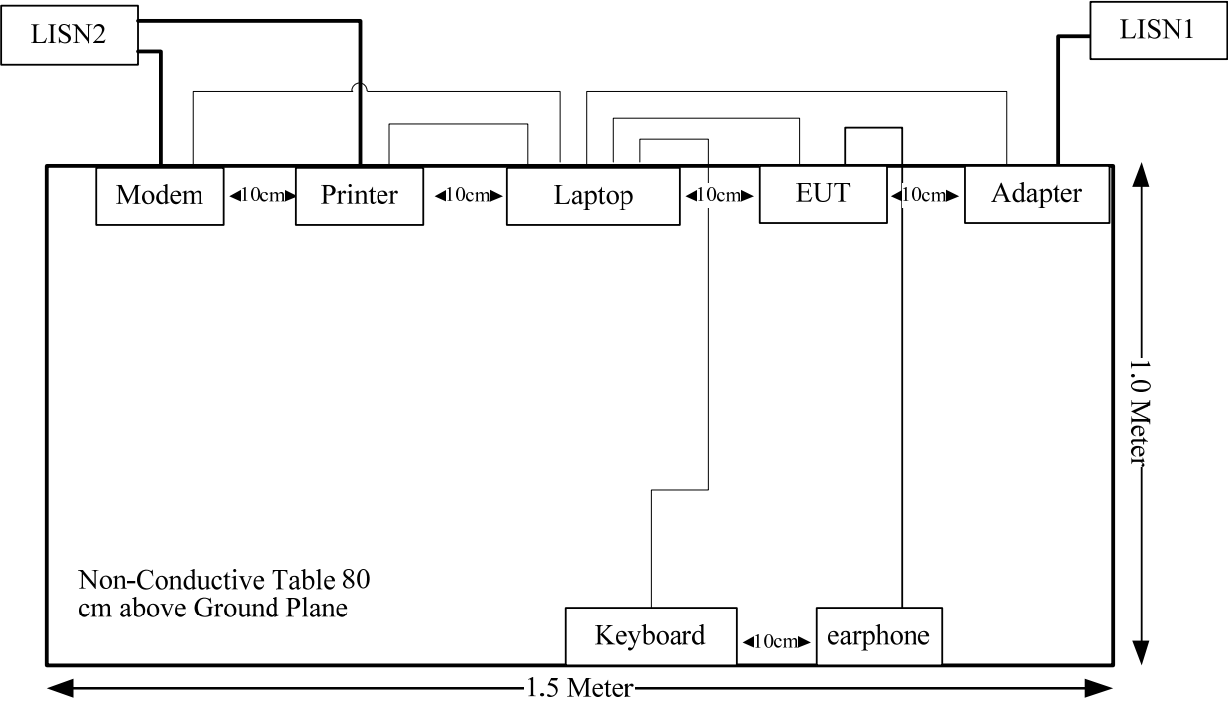 LISN2
LISN1
Modem
10cm
Printer
10cm
Laptop
10cm
EUT
10cm
Adapter
1.0 Meter
Non-Conductive Table 80
cm above Ground Plane
Keyboard
10cm
earphone
1.5 Meter